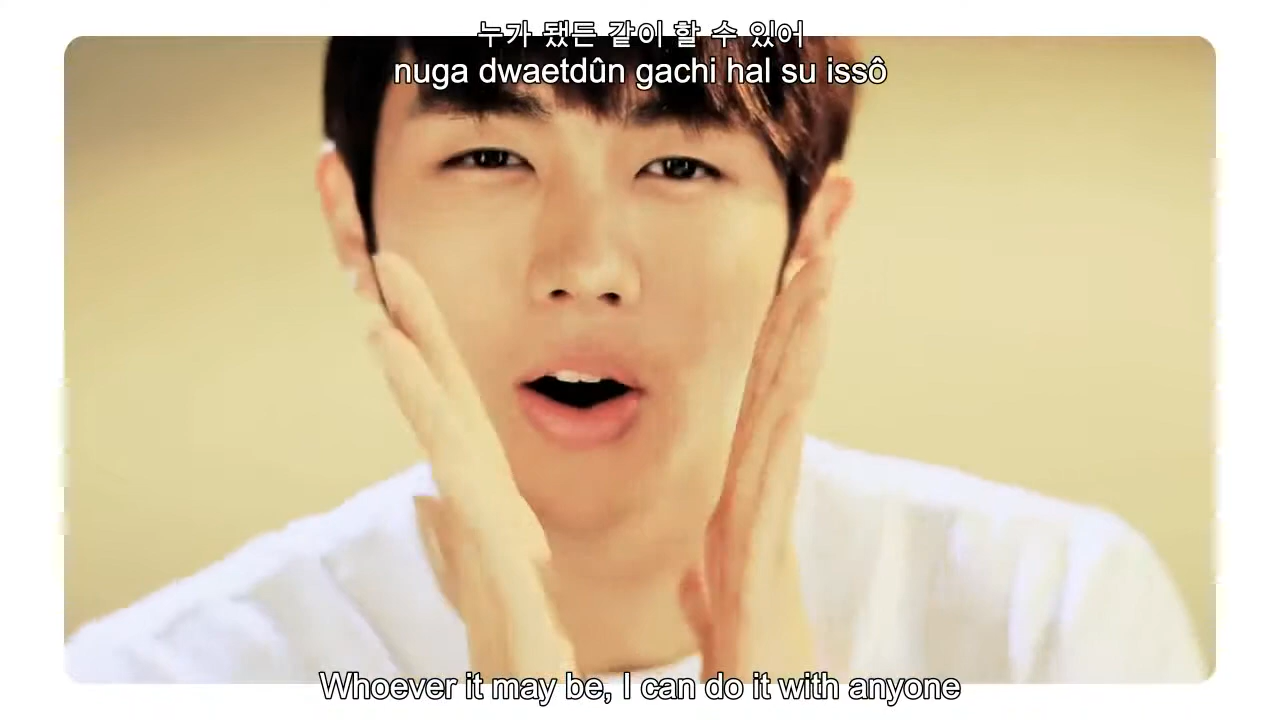 누가 됐든 같이 할 수 있어
nuga dwaetdûn gachi hal su issô
Whoever it may be, I can do it with anyone